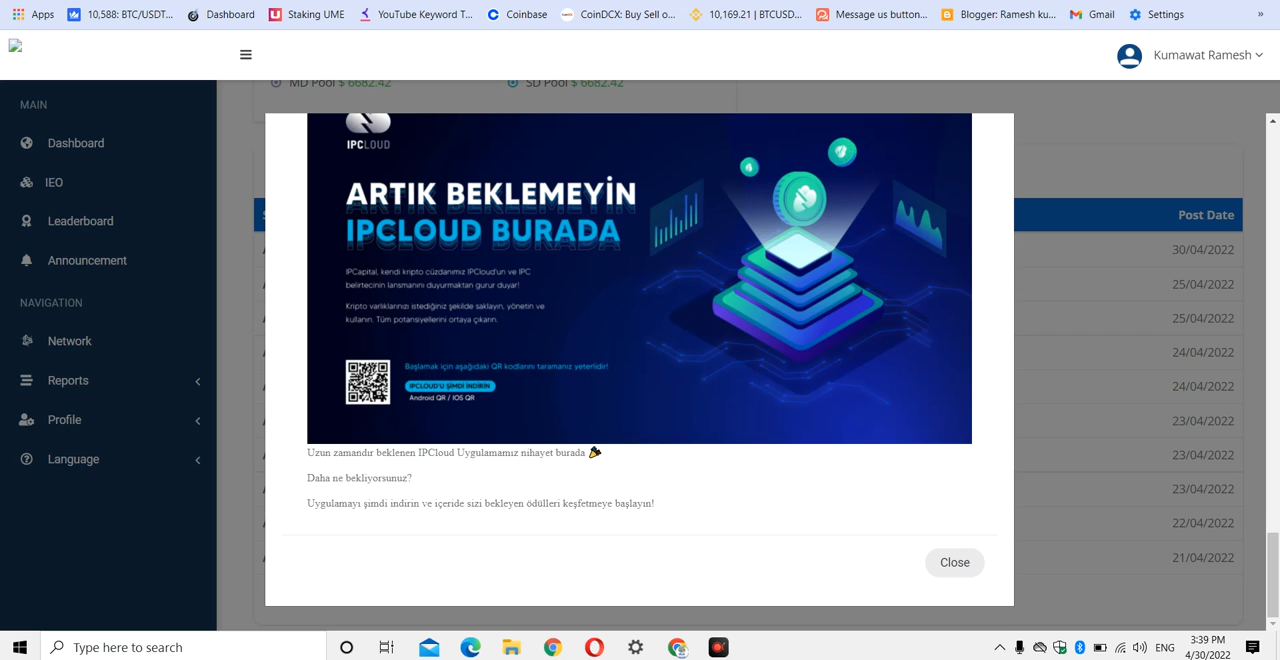 Apps
10,588: BTC/USDT...
Dashboard
Staking UME
YouTube Keyword T...
Coinbase
CoinDCX: Buy Sell o...
10,169.21 | BTCUSD...
Message us button...
Blogger: Ramesh ku...
Gmail
Settings
»
Kumawat Ramesh
MAIN
Dashboard
IEO
Leaderboard
Announcement
NAVIGATION
Network
Reports
Profile
Language
MD Pool $ 6682.42
SD Pool $ 6682.42
IPCLOUD
ARTIK BEKLEMEYİN
IPCLOUD BURADA
IPCapital, kendi kripto cüzdanımız IPCloud'un ve IPC
belirtecinin lansmanını duyurmaktan gurur duyar!
Kripto varlıklarınızı istediğiniz şekilde saklayın, yönetin ve
kullanın. Tüm potansiyellerini ortaya çıkarın.
Başlamak için aşağıdaki QR kodlarını taramanız yeterlidir!
IPCLOUD'U ŞİMDİ İNDİRİN
Android QR / IOS QR
Uzun zamandır beklenen IPCloud Uygulamamız nihayet burada
Daha ne bekliyorsunuz?
Uygulamayı şimdi indirin ve içeride sizi bekleyen ödülleri keşfetmeye başlayın!
Close
Post Date
30/04/2022
25/04/2022
25/04/2022
24/04/2022
24/04/2022
23/04/2022
23/04/2022
23/04/2022
22/04/2022
21/04/2022
Type here to search
ENG
3:39 PM
4/30/2022